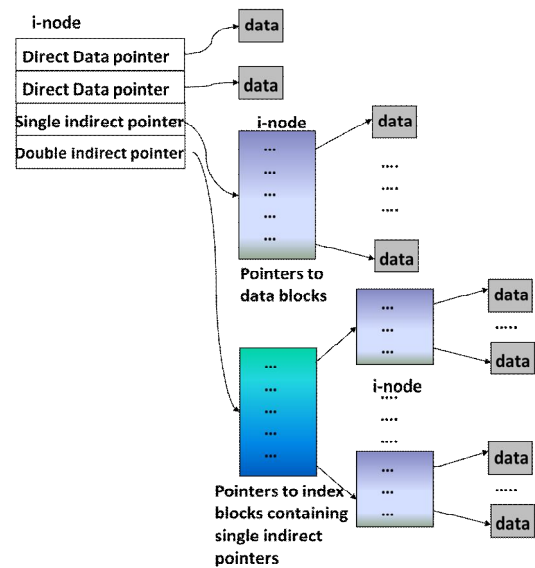 i-node
Direct Data pointer
data
Direct Data pointer
data
Single indirect pointer
Double indirect pointer
i-node
...
...
...
...
...
data
....
....
....
data
Pointers to
data blocks
...
...
...
...
...
Pointers to index
blocks containing
single indirect
pointers
...
...
...
data
.....
data
i-node
....
....
....
...
...
...
data
.....
data